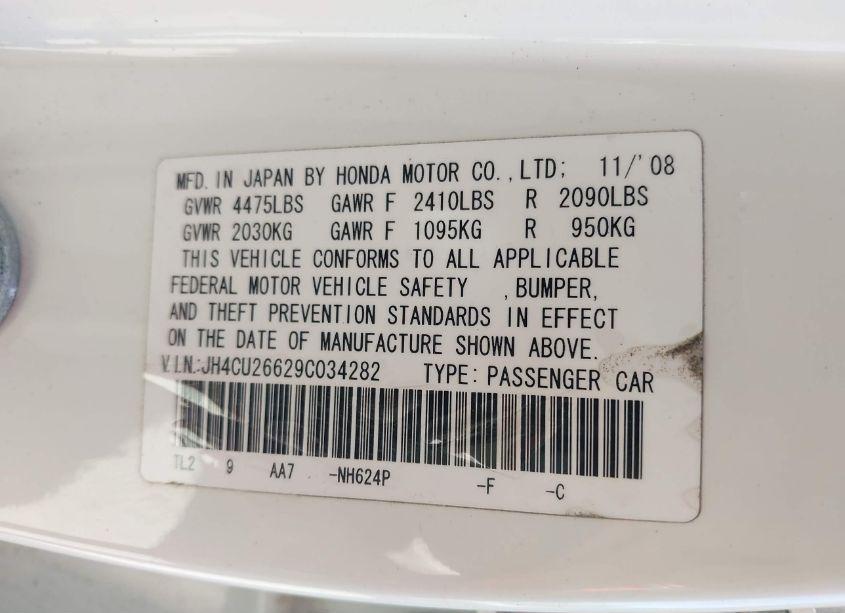 MFD. IN JAPAN BY HONDA MOTOR CO., LTD; 11/'08
GVWR 4475LBS GAWR F 2410LBS R 2090LBS
GVWR 2030KG GAWR F 1095KG R 950KG
THIS VEHICLE CONFORMS TO ALL APPLICABLE
FEDERAL MOTOR VEHICLE SAFETY , BUMPER,
AND THEFT PREVENTION STANDARDS IN EFFECT
ON THE DATE OF MANUFACTURE SHOWN ABOVE.
V.I.N.:JH4CU26629C034282 TYPE: PASSENGER CAR
TL2 9 AA7 -NH624P -F -C